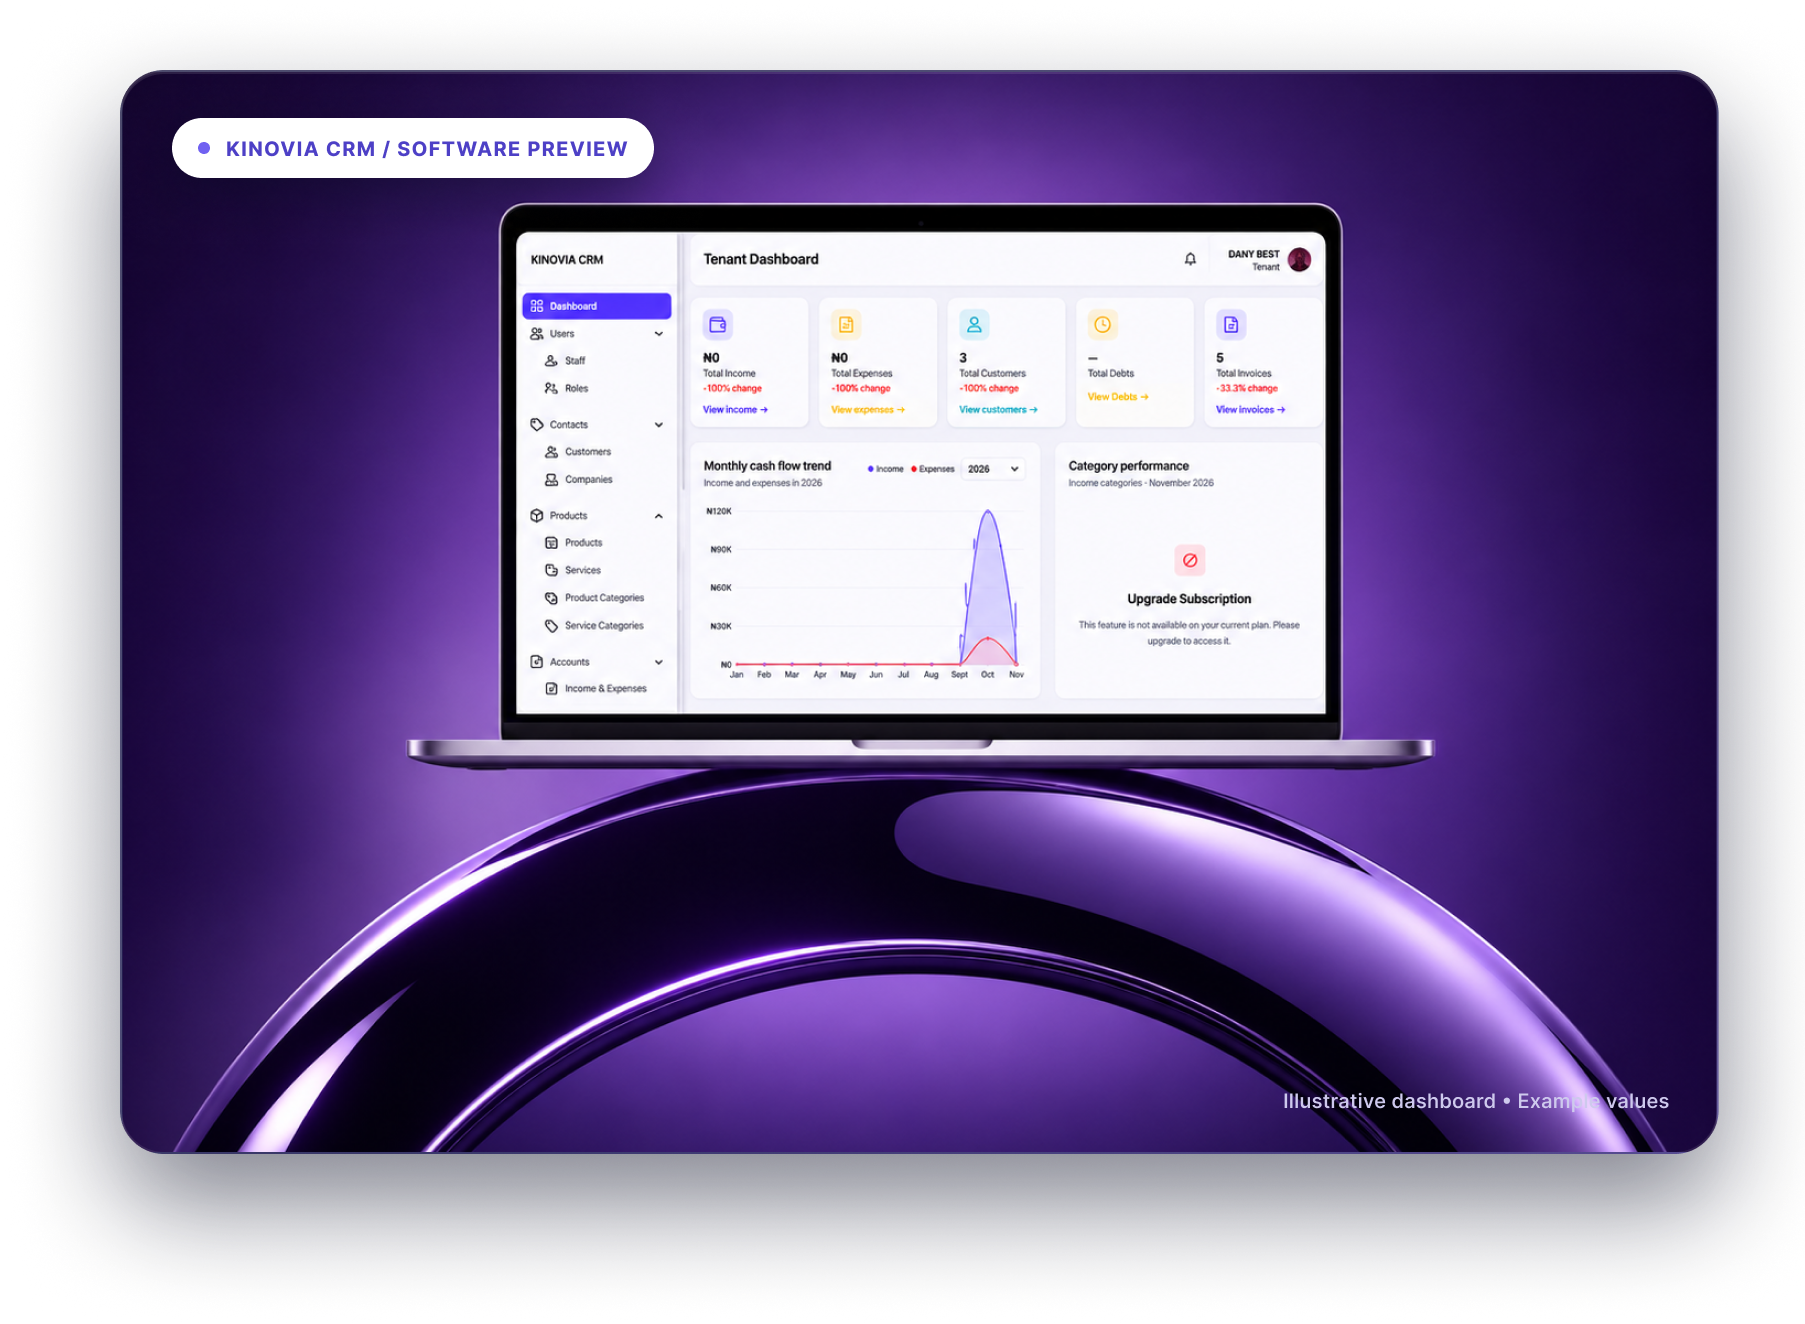 KINOVIA CRM / SOFTWARE PREVIEW
KINOVIA CRM
Dashboard
Users
Staff
Roles
Contacts
Customers
Companies
Products
Products
Services
Product Categories
Service Categories
Accounts
Income & Expenses
Tenant Dashboard
DANY BEST
Tenant
₦0
Total Income
-100% change
View income →
₦0
Total Expenses
-100% change
View expenses →
3
Total Customers
-100% change
View customers →
–
Total Debts
View Debts →
5
Total Invoices
-33.3% change
View invoices →
Monthly cash flow trend
Income and expenses in 2026
Income Expenses 2026
₦120K
₦90K
₦60K
₦30K
₦0
Jan Feb Mar Apr May Jun Jul Aug Sept Oct Nov
Category performance
Income categories - November 2026
Upgrade Subscription
This feature is not available on your current plan. Please
upgrade to access it.
Illustrative dashboard • Example values